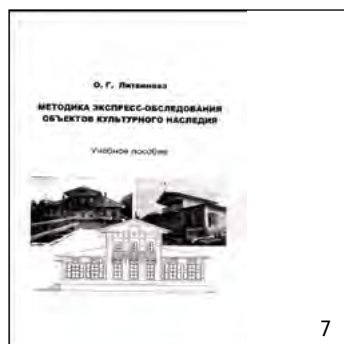 О. Г. Литвинова
МЕТОДИКА ЭКСПРЕСС-ОБСЛЕДОВАНИЯ
ОБЪЕКТОВ КУЛЬТУРНОГО НАСЛЕДИЯ
Учебное пособие
7